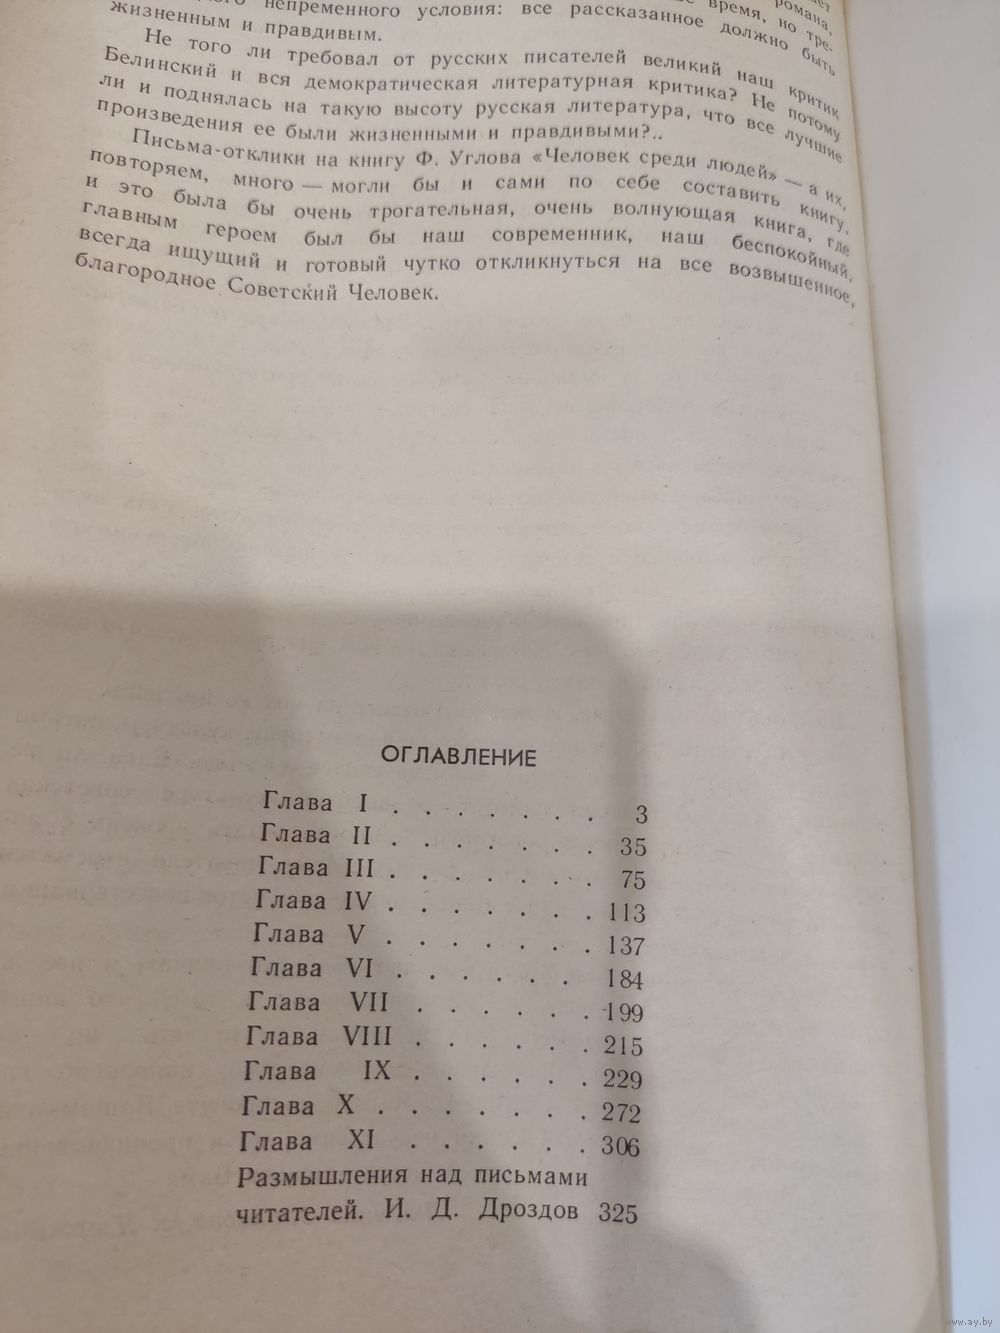 романа,
время, но тре-
непременного условия: все рассказанное должно быть
жизненным и правдивым.
Не того ли требовал от русских писателей великий наш критик
Белинский и вся демократическая литературная критика? Не потому
ли и поднялась на такую высоту русская литература, что все лучшие
произведения ее были жизненными и правдивыми?..
Письма-отклики на книгу Ф. Углова «Человек среди людей» — а их,
повторяем, много — могли бы и сами по себе составить книгу,
и это была бы очень трогательная, очень волнующая книга, где
главным героем был бы наш современник, наш беспокойный,
всегда ищущий и готовый чутко откликнуться на все возвышенное,
благородное Советский Человек.
ОГЛАВЛЕНИЕ
Глава I . . . . . . . 3
Глава II . . . . . . . 35
Глава III . . . . . . . 75
Глава IV . . . . . . . 113
Глава V . . . . . . . 137
Глава VI . . . . . . 184
Глава VII . . . . . . 199
Глава VIII . . . . . . 215
Глава IX . . . . . . 229
Глава X . . . . . . . 272
Глава XI . . . . . . 306
Размышления над письмами
читателей. И. Д. Дроздов 325
www.ay.by